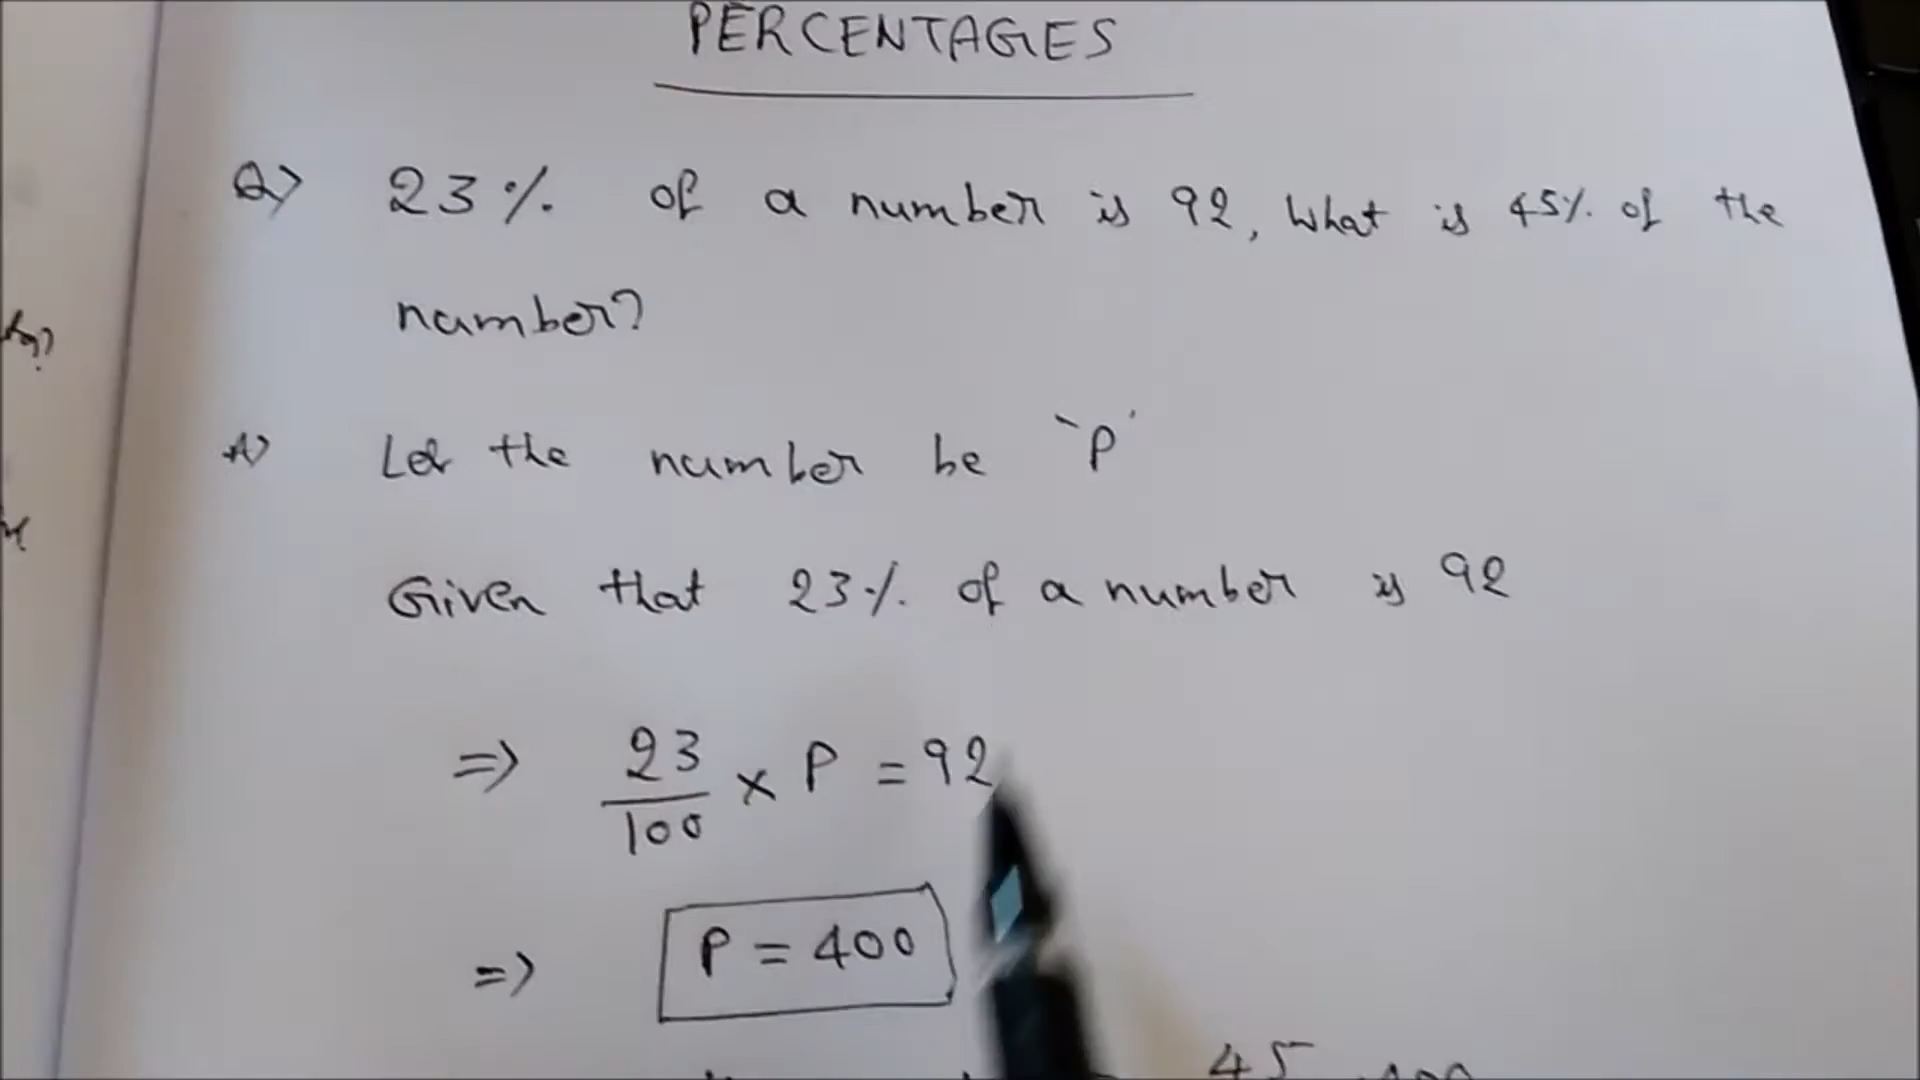 PERCENTAGES
Q> 23% of a number is 92, What is 45% of the
number?
A> Let the number be `P'
Given that 23% of a number is 92
=> 23/100 × P = 92
=> P = 400
45